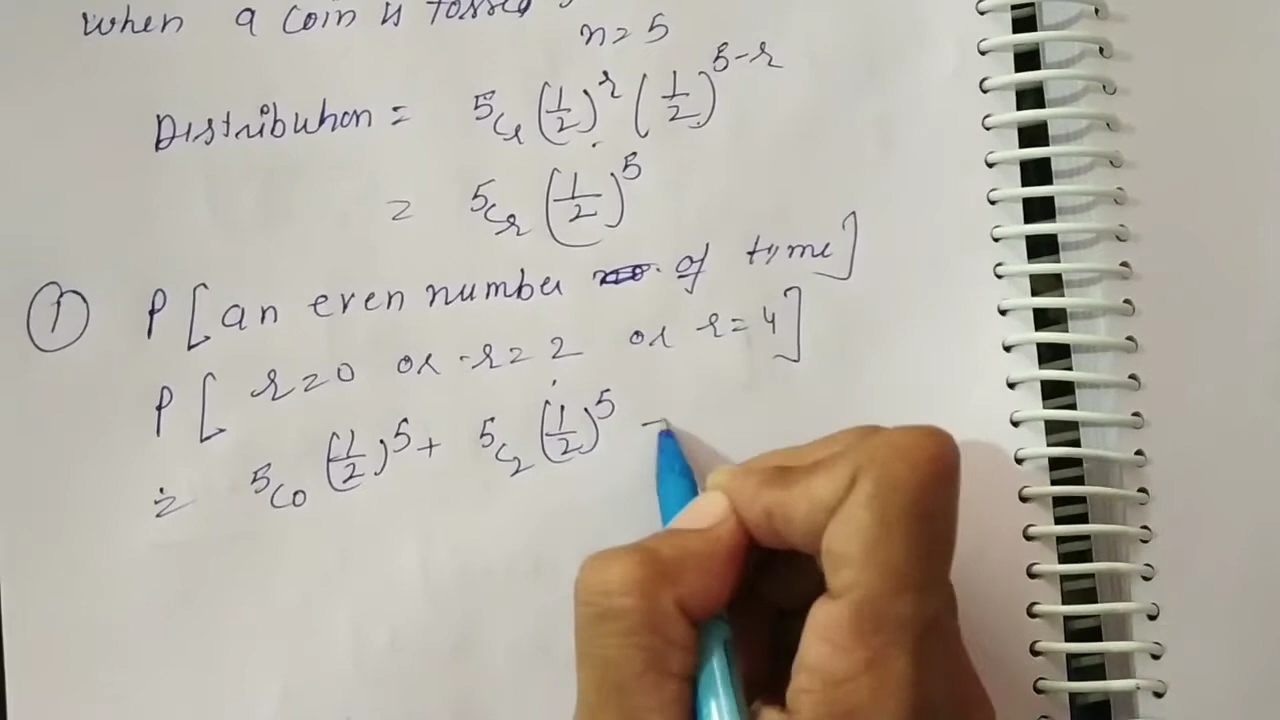 When a coin is tossed
n = 5
Distribution = ⁵Cᵣ (1/2)ʳ (1/2)⁵⁻ʳ
= ⁵Cᵣ (1/2)⁵
① P [an even number of time]
P [ r = 0 or r = 2 or r = 4]
= ⁵C₀ (1/2)⁵ + ⁵C₂ (1/2)⁵